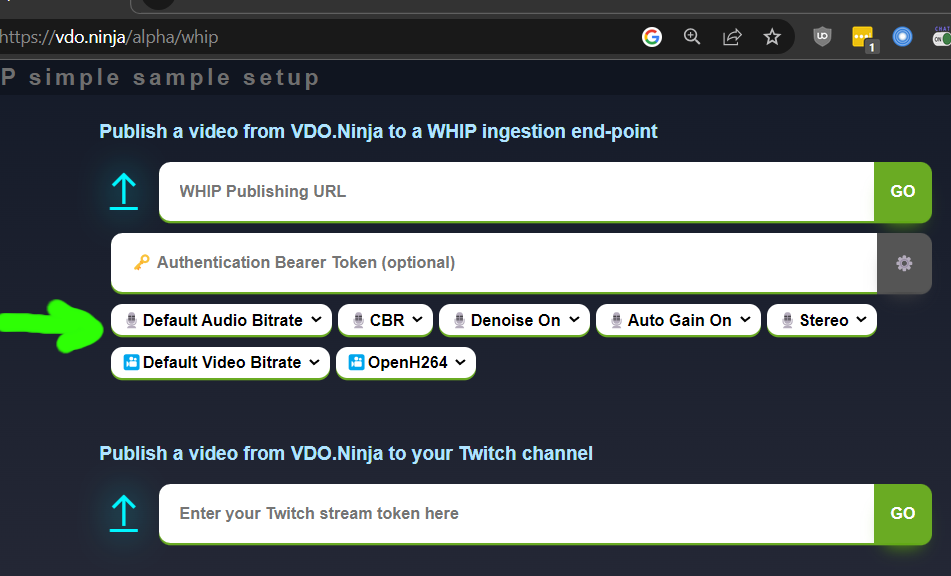 https://vdo.ninja/alpha/whip
1
ON
P simple sample setup
Publish a video from VDO.Ninja to a WHIP ingestion end-point
WHIP Publishing URL
GO
Authentication Bearer Token (optional)
Default Audio Bitrate
CBR
Denoise On
Auto Gain On
Stereo
Default Video Bitrate
OpenH264
Publish a video from VDO.Ninja to your Twitch channel
Enter your Twitch stream token here
GO